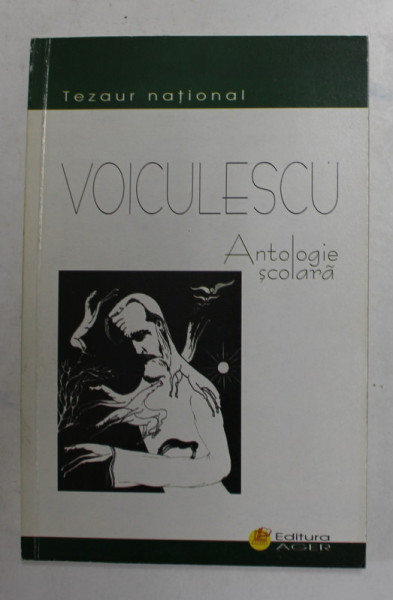 Tezaur național
VOICULESCU
Antologie
școlară
Editura
AGER